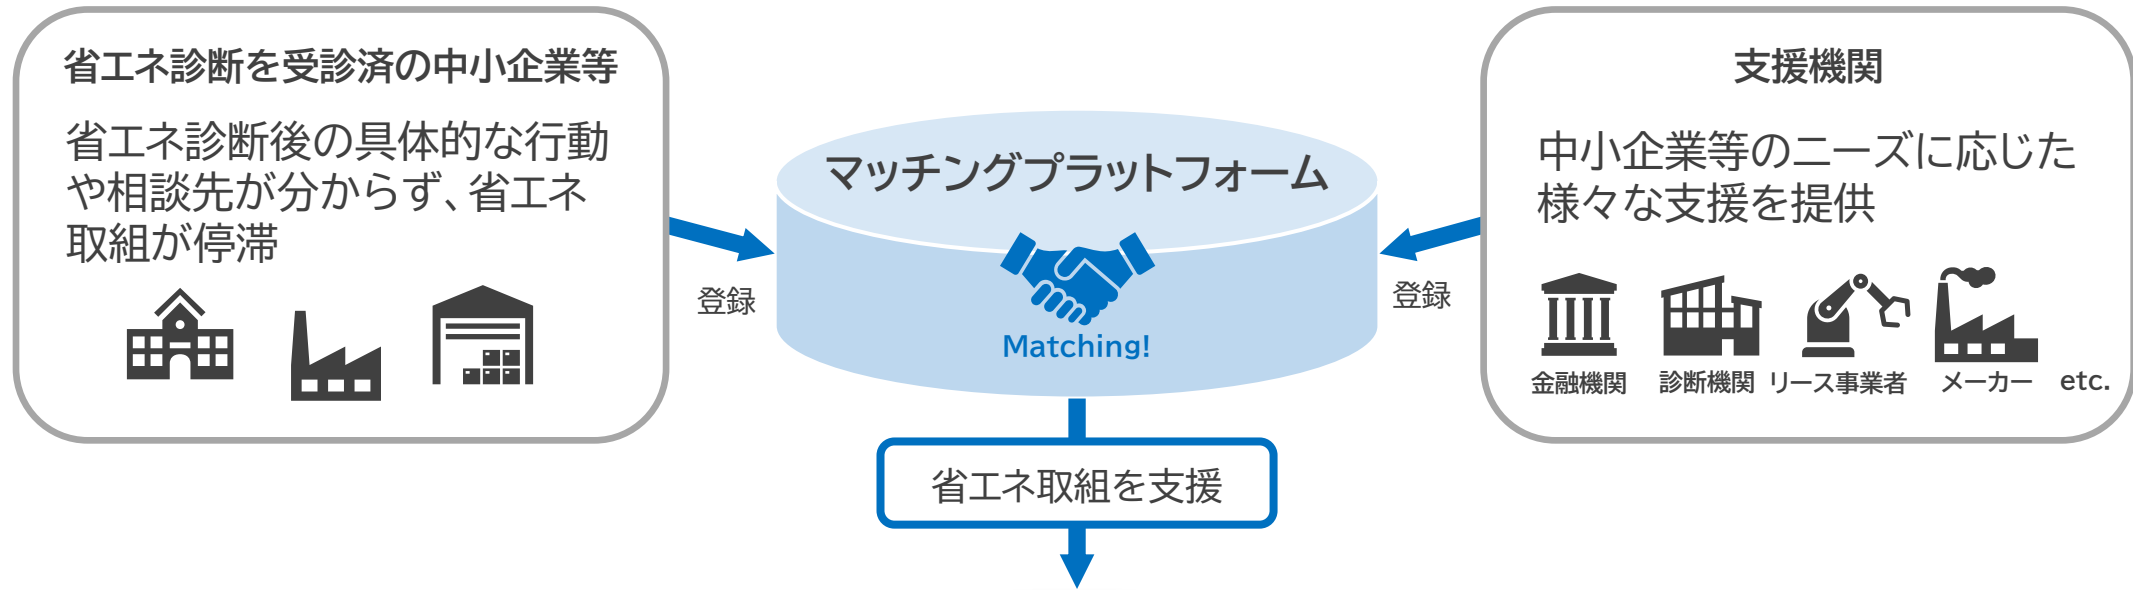 省エネ診断を受診済の中小企業等
省エネ診断後の具体的な行動
や相談先が分からず、省エネ
取組が停滞
登録
マッチングプラットフォーム
Matching!
省エネ取組を支援
登録
支援機関
中小企業等のニーズに応じた
様々な支援を提供
金融機関 診断機関 リース事業者 メーカー etc.